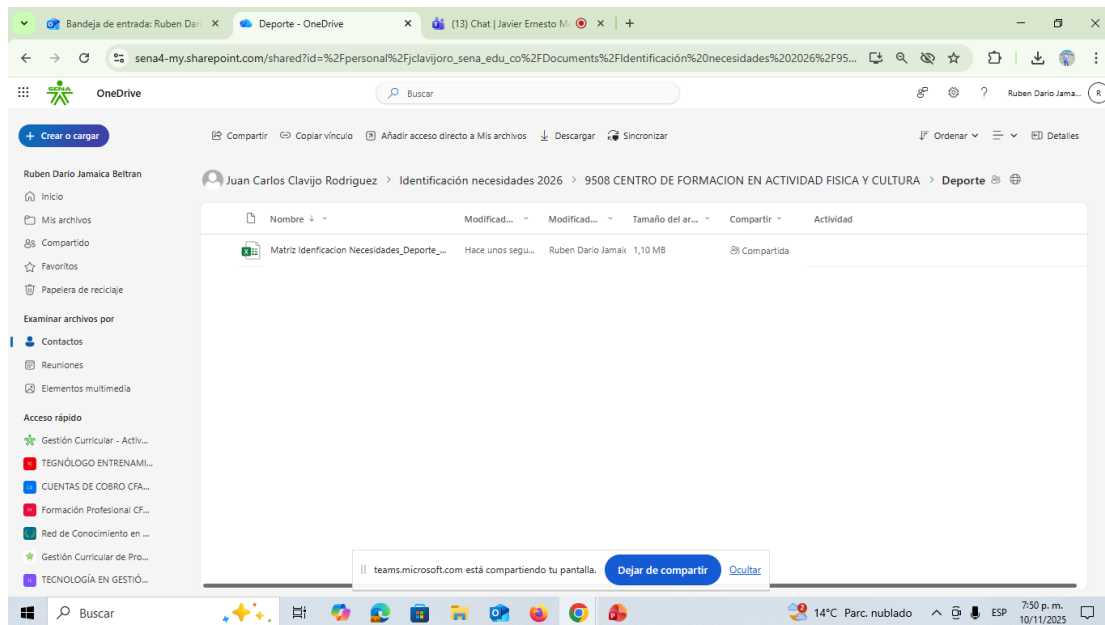 Bandeja de entrada: Ruben Dari
Deporte - OneDrive
(13) Chat | Javier Ernesto M
sena4-my.sharepoint.com/shared?id=%2Fpersonal%2Fjclavijoro_sena_edu_co%2FDocuments%2FIdentificación%20necesidades%202026%2F95...
SENA
OneDrive
Buscar
Ruben Dario Jama...
R
+ Crear o cargar
Compartir
Copiar vínculo
Añadir acceso directo a Mis archivos
Descargar
Sincronizar
Ordenar
Detalles
Ruben Dario Jamaica Beltran
Inicio
Mis archivos
Compartido
Favoritos
Papelera de reciclaje
Examinar archivos por
Contactos
Reuniones
Elementos multimedia
Acceso rápido
Gestión Curricular - Activ...
TEGNÓLOGO ENTRENAMI...
CUENTAS DE COBRO CFA...
Formación Profesional CF...
Red de Conocimiento en ...
Gestión Curricular de Pro...
TECNOLOGÍA EN GESTIÓ...
Juan Carlos Clavijo Rodriguez > Identificación necesidades 2026 > 9508 CENTRO DE FORMACION EN ACTIVIDAD FISICA Y CULTURA > Deporte
Nombre
Modificad...
Modificad...
Tamaño del ar...
Compartir
Actividad
Matriz Idenficacion Necesidades_Deporte_...
Hace unos segu...
Ruben Dario Jamaic
1,10 MB
Compartida
teams.microsoft.com está compartiendo tu pantalla.
Dejar de compartir
Ocultar
Buscar
14°C Parc. nublado
ESP
7:50 p. m.
10/11/2025